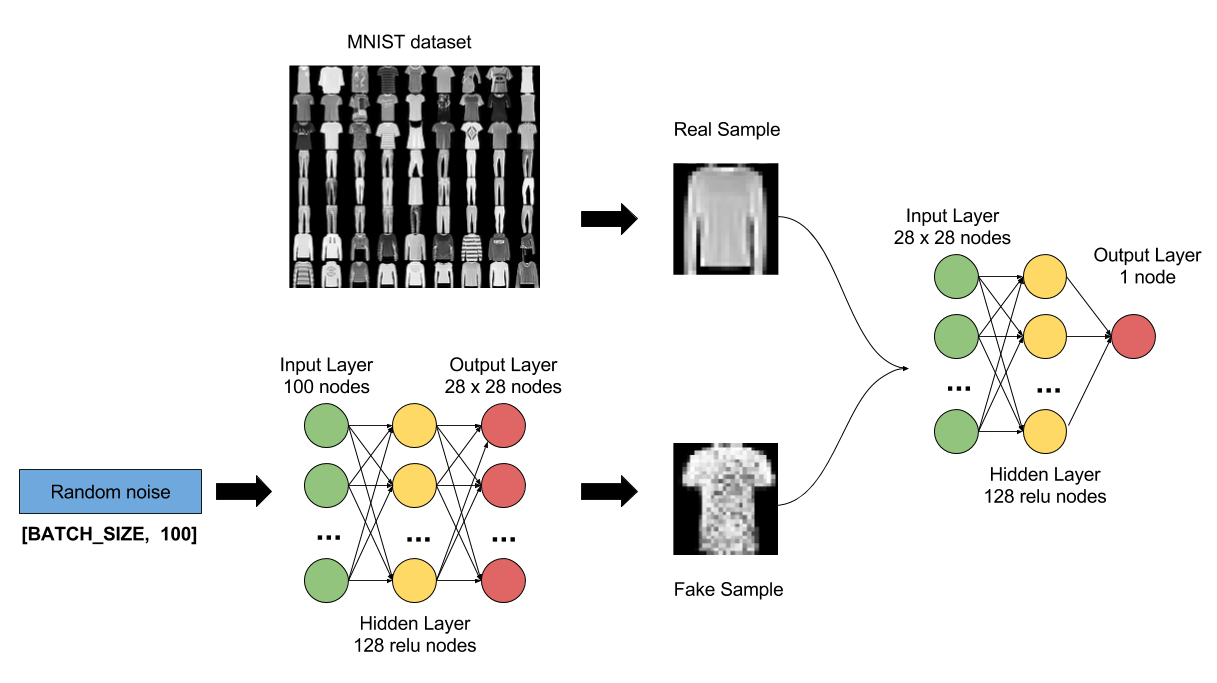 MNIST dataset
Real Sample
Input Layer
28 x 28 nodes
Output Layer
1 node
Hidden Layer
128 relu nodes
Input Layer
100 nodes
Output Layer
28 x 28 nodes
Random noise
[BATCH_SIZE, 100]
Hidden Layer
128 relu nodes
Fake Sample